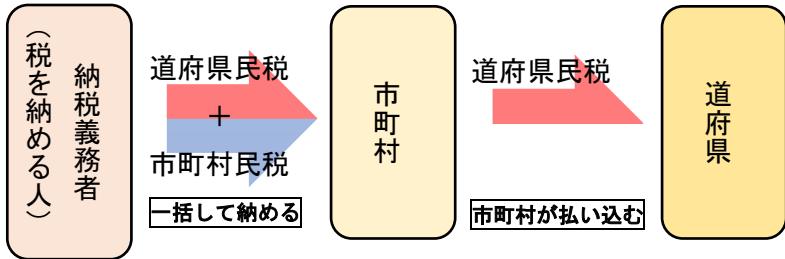 納税義務者
（税を納める人）
道府県民税
＋
市町村民税
一括して納める
市町村
道府県民税
市町村が払い込む
道府県